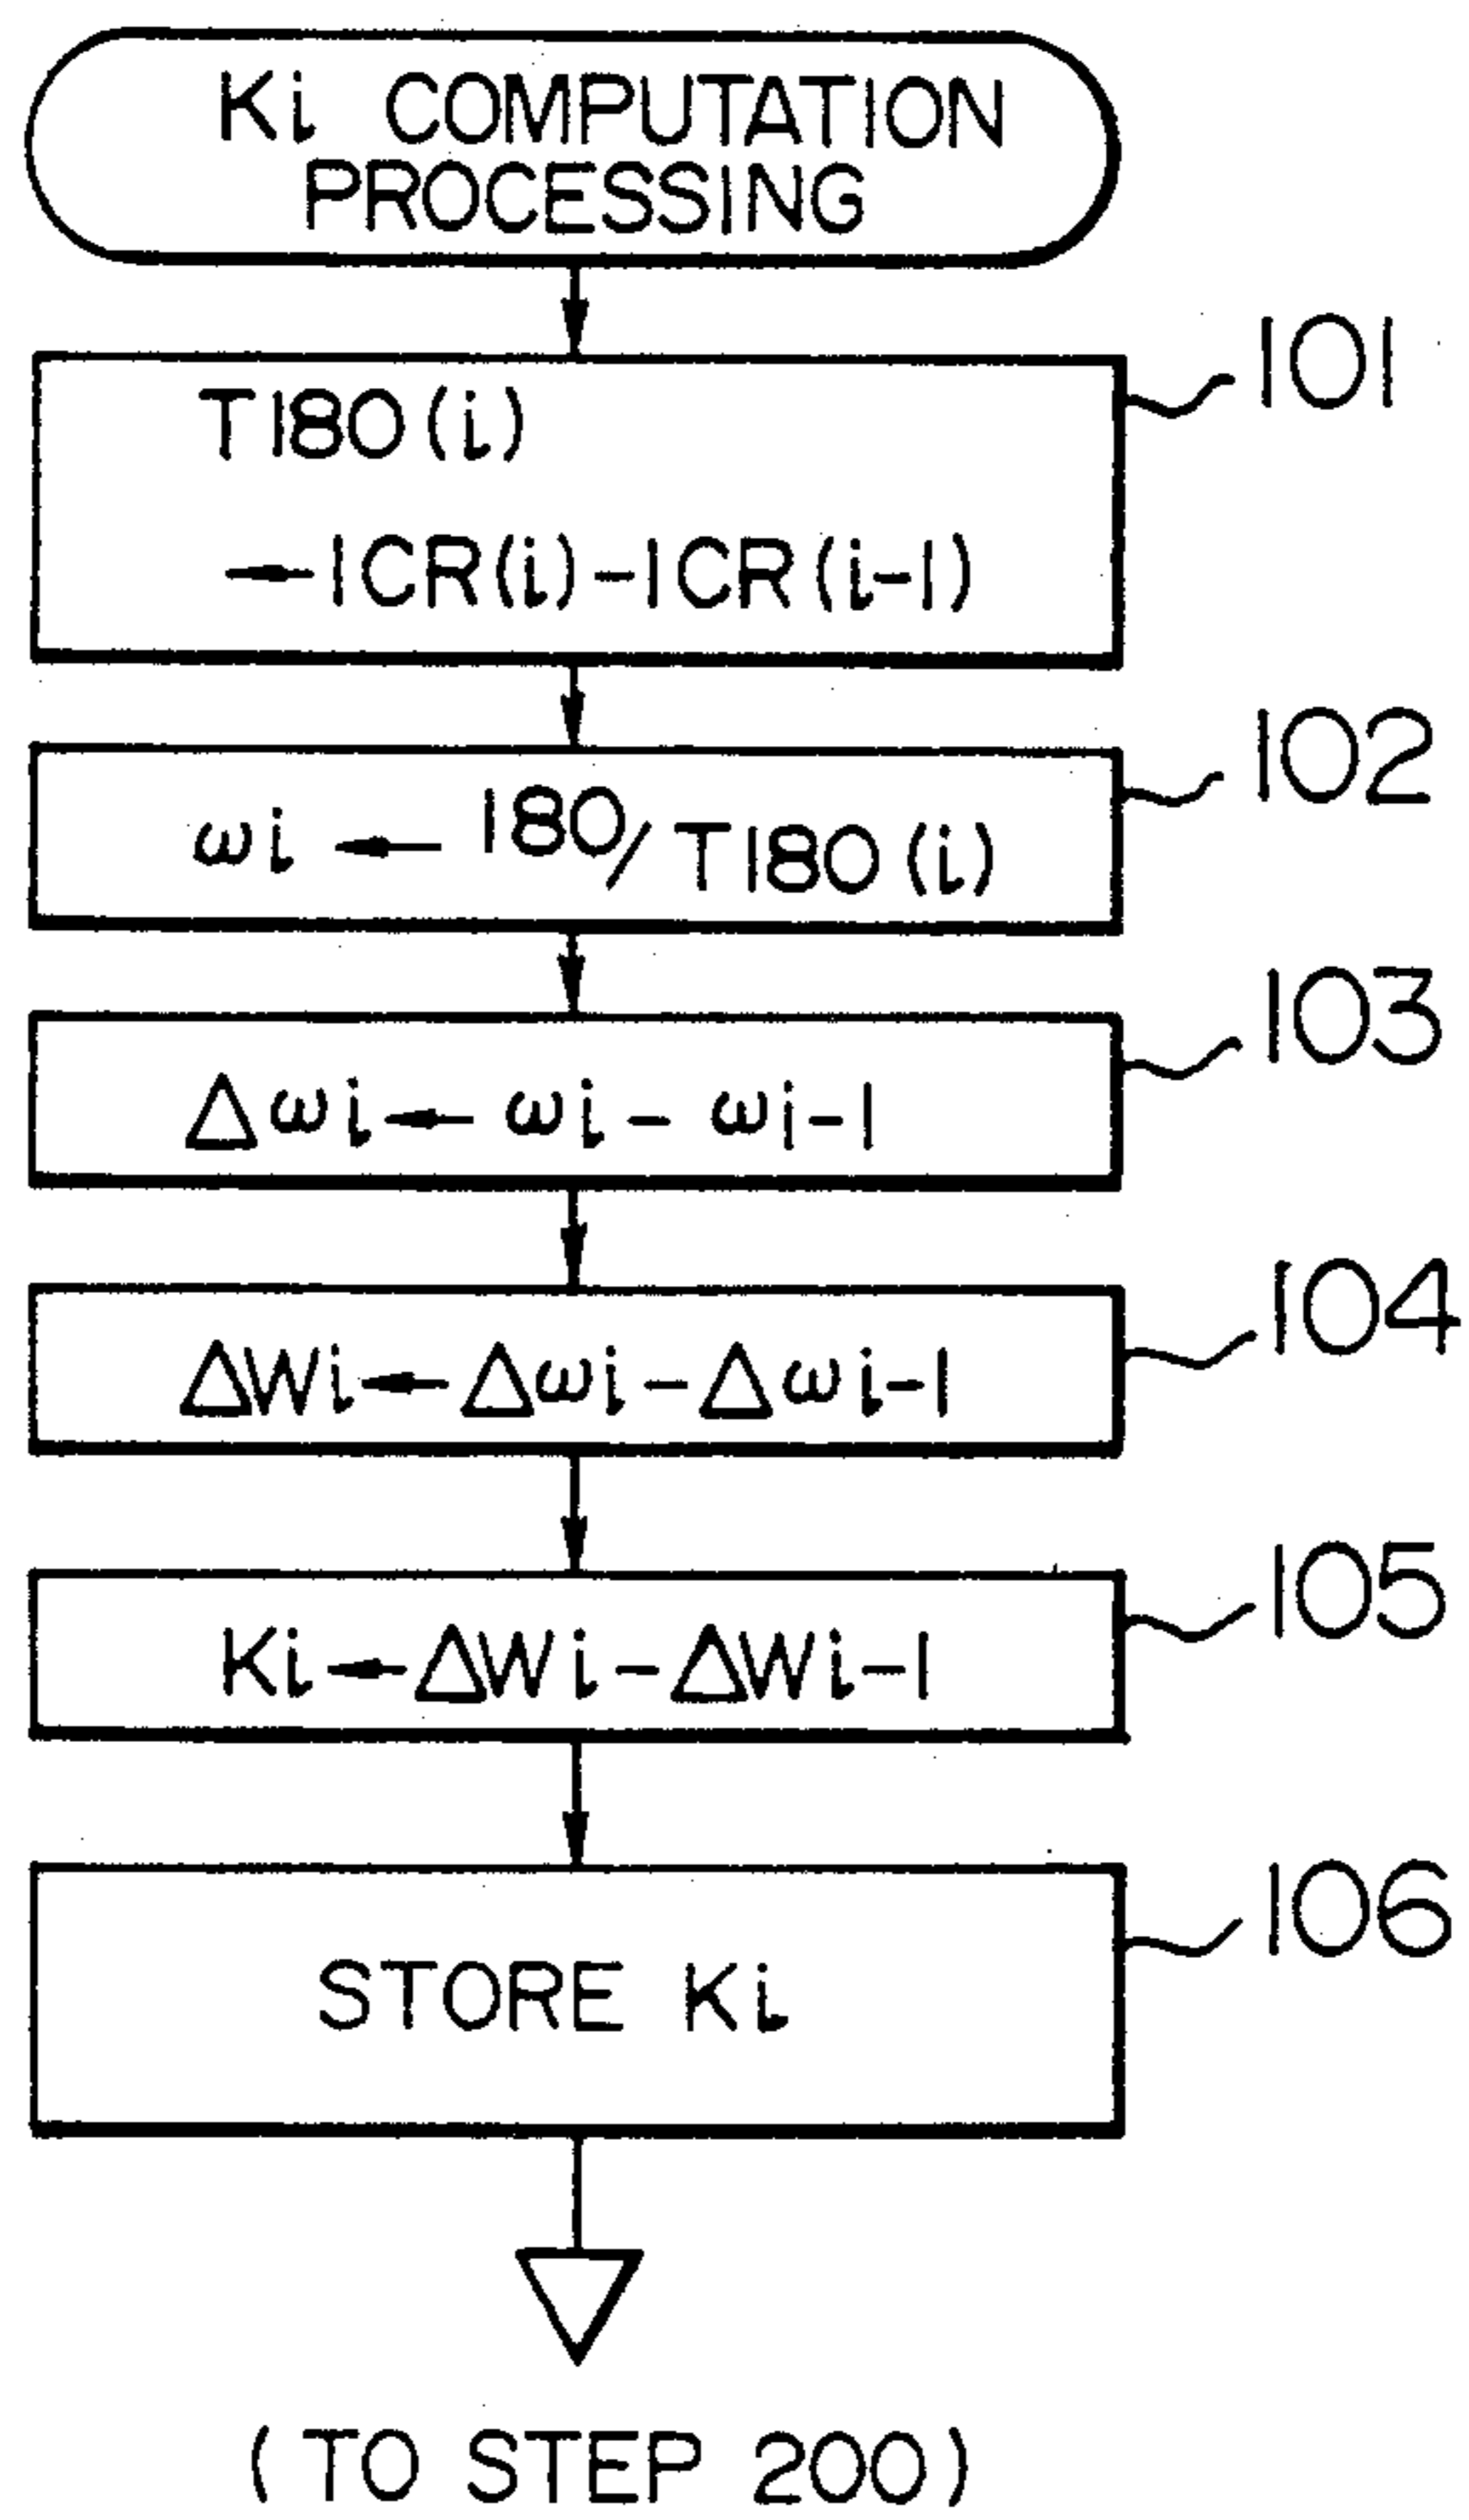 Ki COMPUTATION
PROCESSING
101
T180(i)
←ICR(i)-ICR(i-1)
102
ωi ← 180/T180(i)
103
Δωi ← ωi - ωi-1
104
ΔWi ← Δωi - Δωi-1
105
Ki ← ΔWi - ΔWi-1
106
STORE Ki
(TO STEP 200)